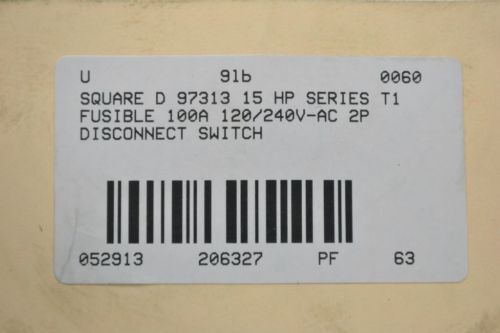 U 9lb 0060
SQUARE D 97313 15 HP SERIES T1
FUSIBLE 100A 120/240V-AC 2P
DISCONNECT SWITCH
052913 206327 PF 63